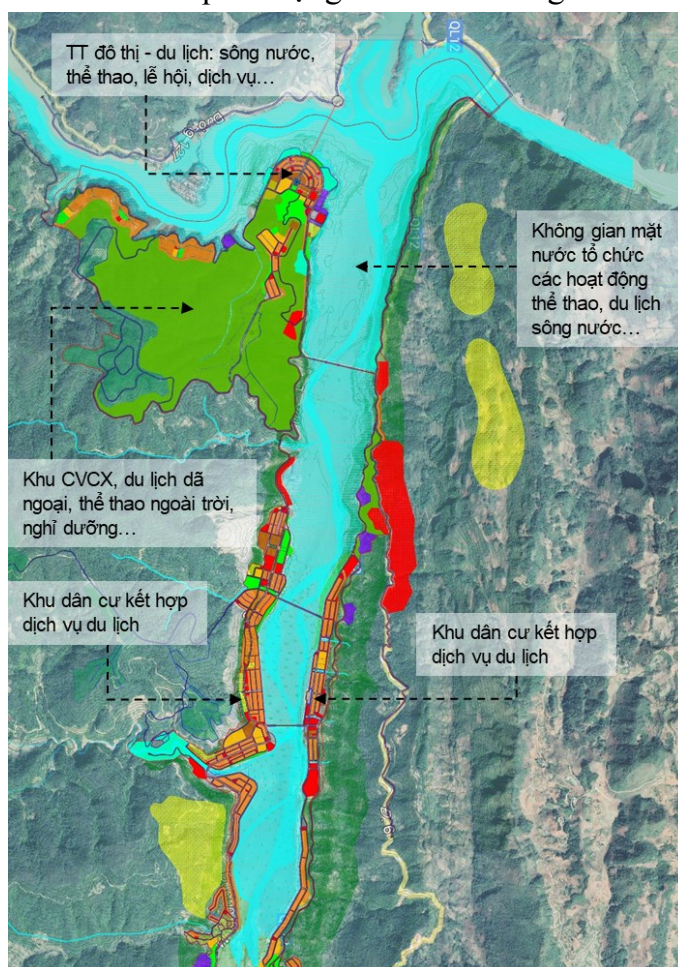 TT đô thị - du lịch: sông nước,
thể thao, lễ hội, dịch vụ…
QL12
Đường 127
QL12
Không gian mặt
nước tổ chức
các hoạt động
thể thao, du lịch
sông nước…
Khu CVCX, du lịch dã
ngoại, thể thao ngoài trời,
nghỉ dưỡng…
Khu dân cư kết hợp
dịch vụ du lịch
Khu dân cư kết hợp
dịch vụ du lịch